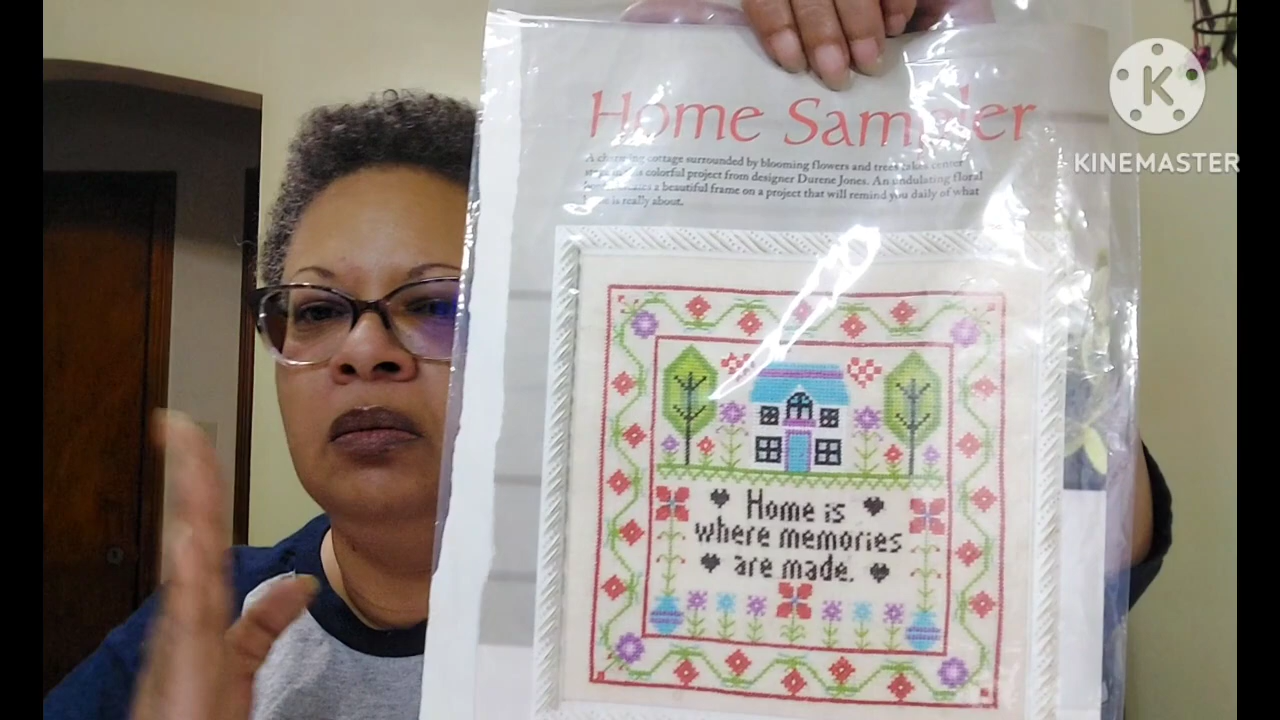 Home Sampler
A charming cottage surrounded by blooming flowers and trees takes center
colorful project from designer Durene Jones. An undulating floral
a beautiful frame on a project that will remind you daily of what
is really about.
K
KINEMASTER
Home is
where memories
are made.